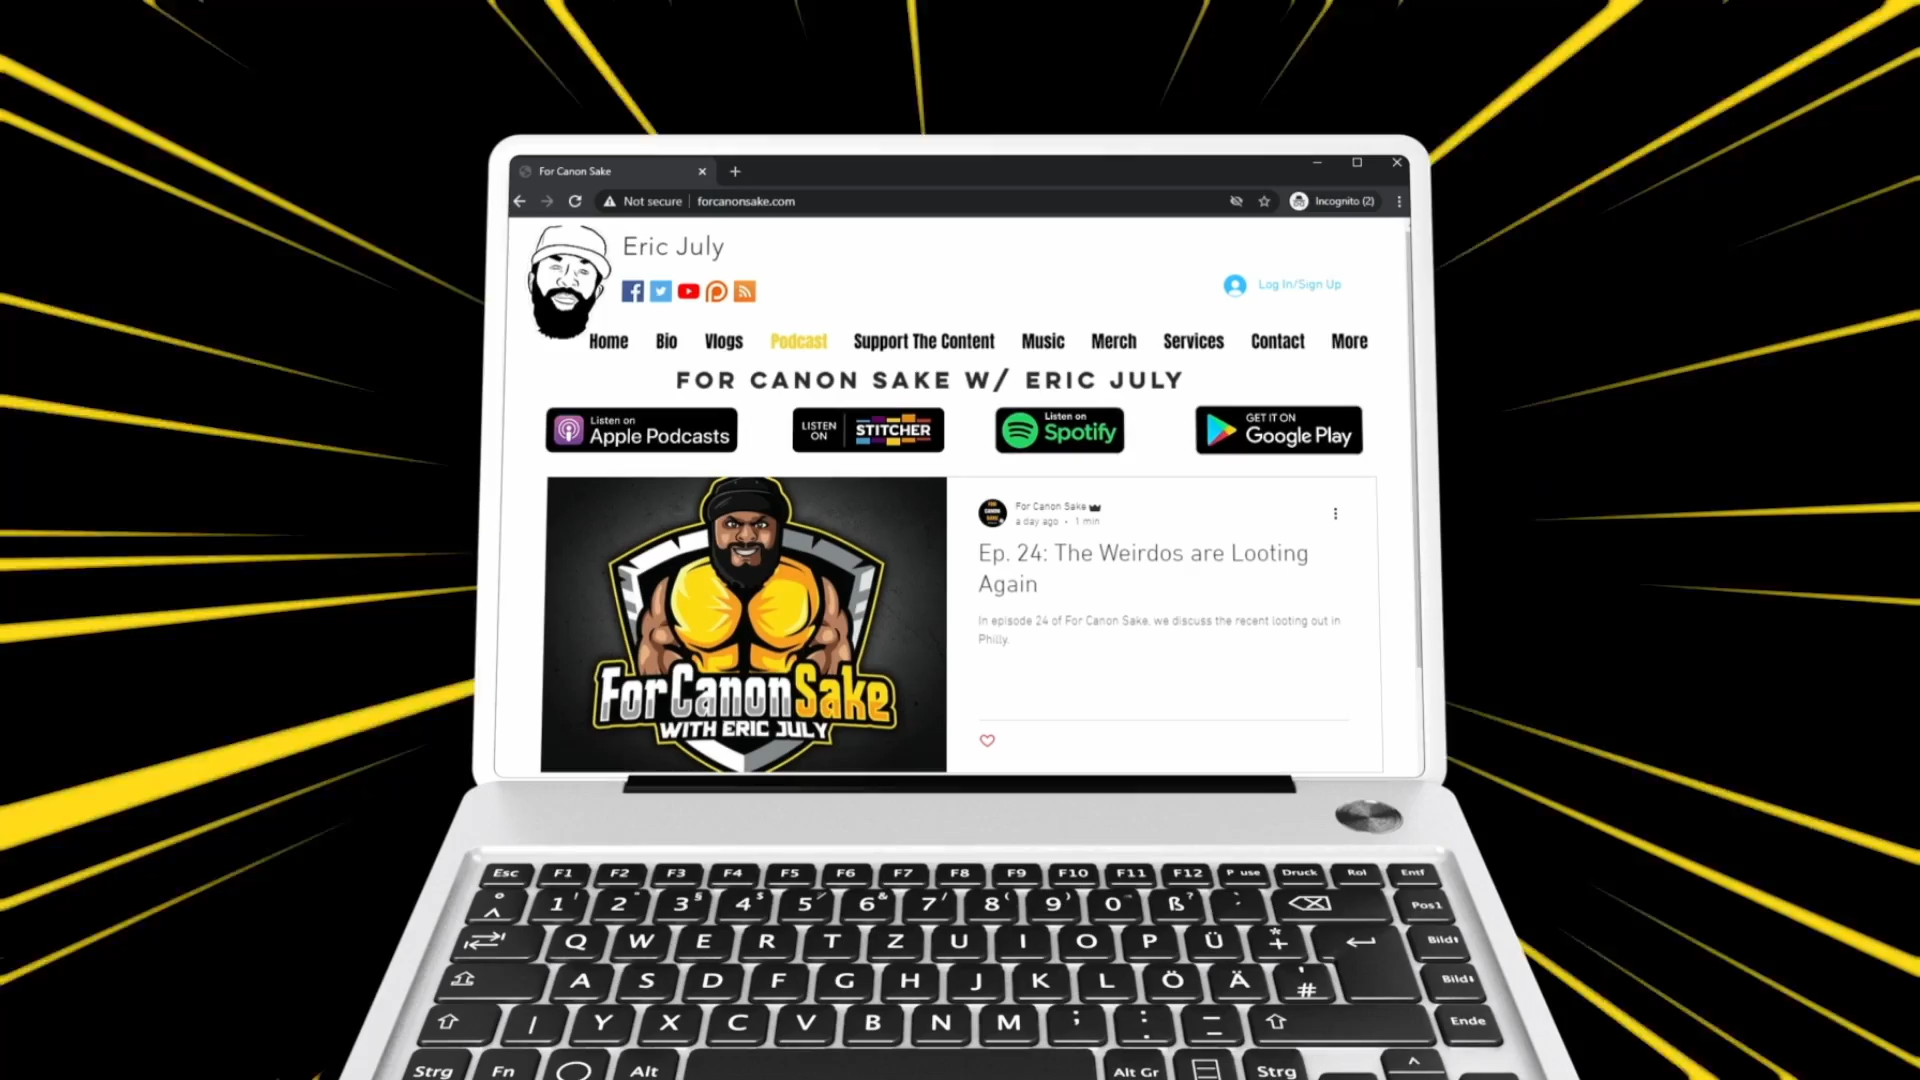 For Canon Sake
Not secure forcanonsake.com Incognito (2)
Eric July
Log In/Sign Up
Home Bio Vlogs Podcast Support The Content Music Merch Services Contact More
FOR CANON SAKE W/ ERIC JULY
Listen on Apple Podcasts
LISTEN ON STITCHER
Listen on Spotify
GET IT ON Google Play
ForCanonSake
WITH ERIC JULY
FOR CANON SAKE
For Canon Sake
a day ago · 1 min
Ep. 24: The Weirdos are Looting
Again
In episode 24 of For Canon Sake, we discuss the recent looting out in
Philly.
Esc F1 F2 F3 F4 F5 F6 F7 F8 F9 F10 F11 F12 P use Druck Rol Entf
1 2 3 4 5 6 7 8 9 0 ß ? Pos1
Q W E R T Z U I O P Ü * + Bild
A S D F G H J K L Ö Ä ' # Bild
Y X C V B N M ; : _ Ende
Strg Fn Alt Alt Gr Strg